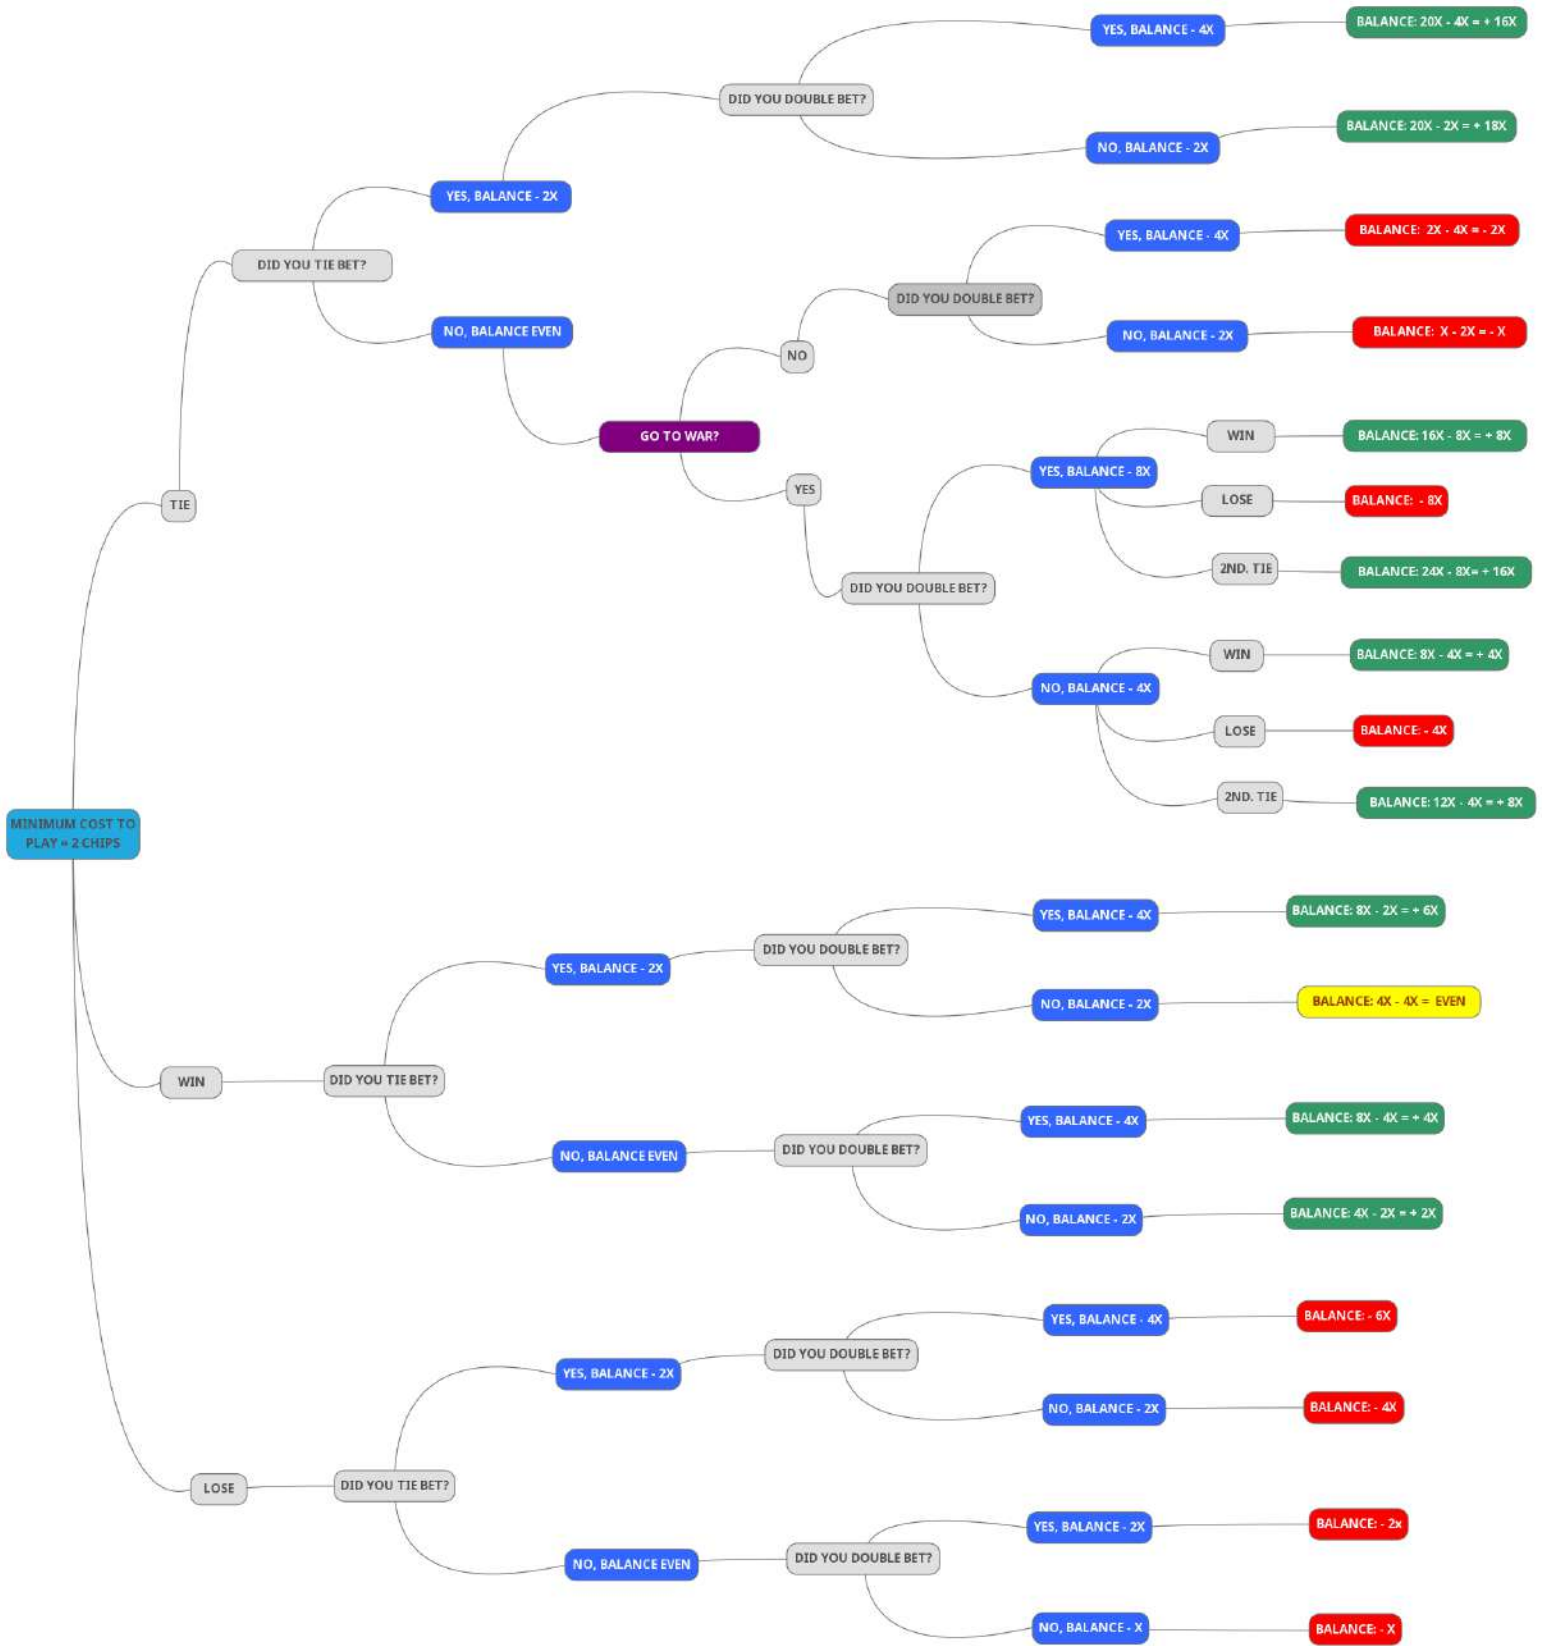 MINIMUM COST TO
PLAY = 2 CHIPS
TIE
DID YOU TIE BET?
YES, BALANCE - 2X
DID YOU DOUBLE BET?
YES, BALANCE - 4X
BALANCE: 20X - 4X = + 16X
NO, BALANCE - 2X
BALANCE: 20X - 2X = + 18X
NO, BALANCE EVEN
GO TO WAR?
NO
DID YOU DOUBLE BET?
YES, BALANCE - 4X
BALANCE: 2X - 4X = - 2X
NO, BALANCE - 2X
BALANCE: X - 2X = - X
YES
DID YOU DOUBLE BET?
YES, BALANCE - 8X
WIN
BALANCE: 16X - 8X = + 8X
LOSE
BALANCE: - 8X
2ND. TIE
BALANCE: 24X - 8X= + 16X
NO, BALANCE - 4X
WIN
BALANCE: 8X - 4X = + 4X
LOSE
BALANCE: - 4X
2ND. TIE
BALANCE: 12X - 4X = + 8X
WIN
DID YOU TIE BET?
YES, BALANCE - 2X
DID YOU DOUBLE BET?
YES, BALANCE - 4X
BALANCE: 8X - 2X = + 6X
NO, BALANCE - 2X
BALANCE: 4X - 4X = EVEN
NO, BALANCE EVEN
DID YOU DOUBLE BET?
YES, BALANCE - 4X
BALANCE: 8X - 4X = + 4X
NO, BALANCE - 2X
BALANCE: 4X - 2X = + 2X
LOSE
DID YOU TIE BET?
YES, BALANCE - 2X
DID YOU DOUBLE BET?
YES, BALANCE - 4X
BALANCE: - 6X
NO, BALANCE - 2X
BALANCE: - 4X
NO, BALANCE EVEN
DID YOU DOUBLE BET?
YES, BALANCE - 2X
BALANCE: - 2x
NO, BALANCE - X
BALANCE: - X